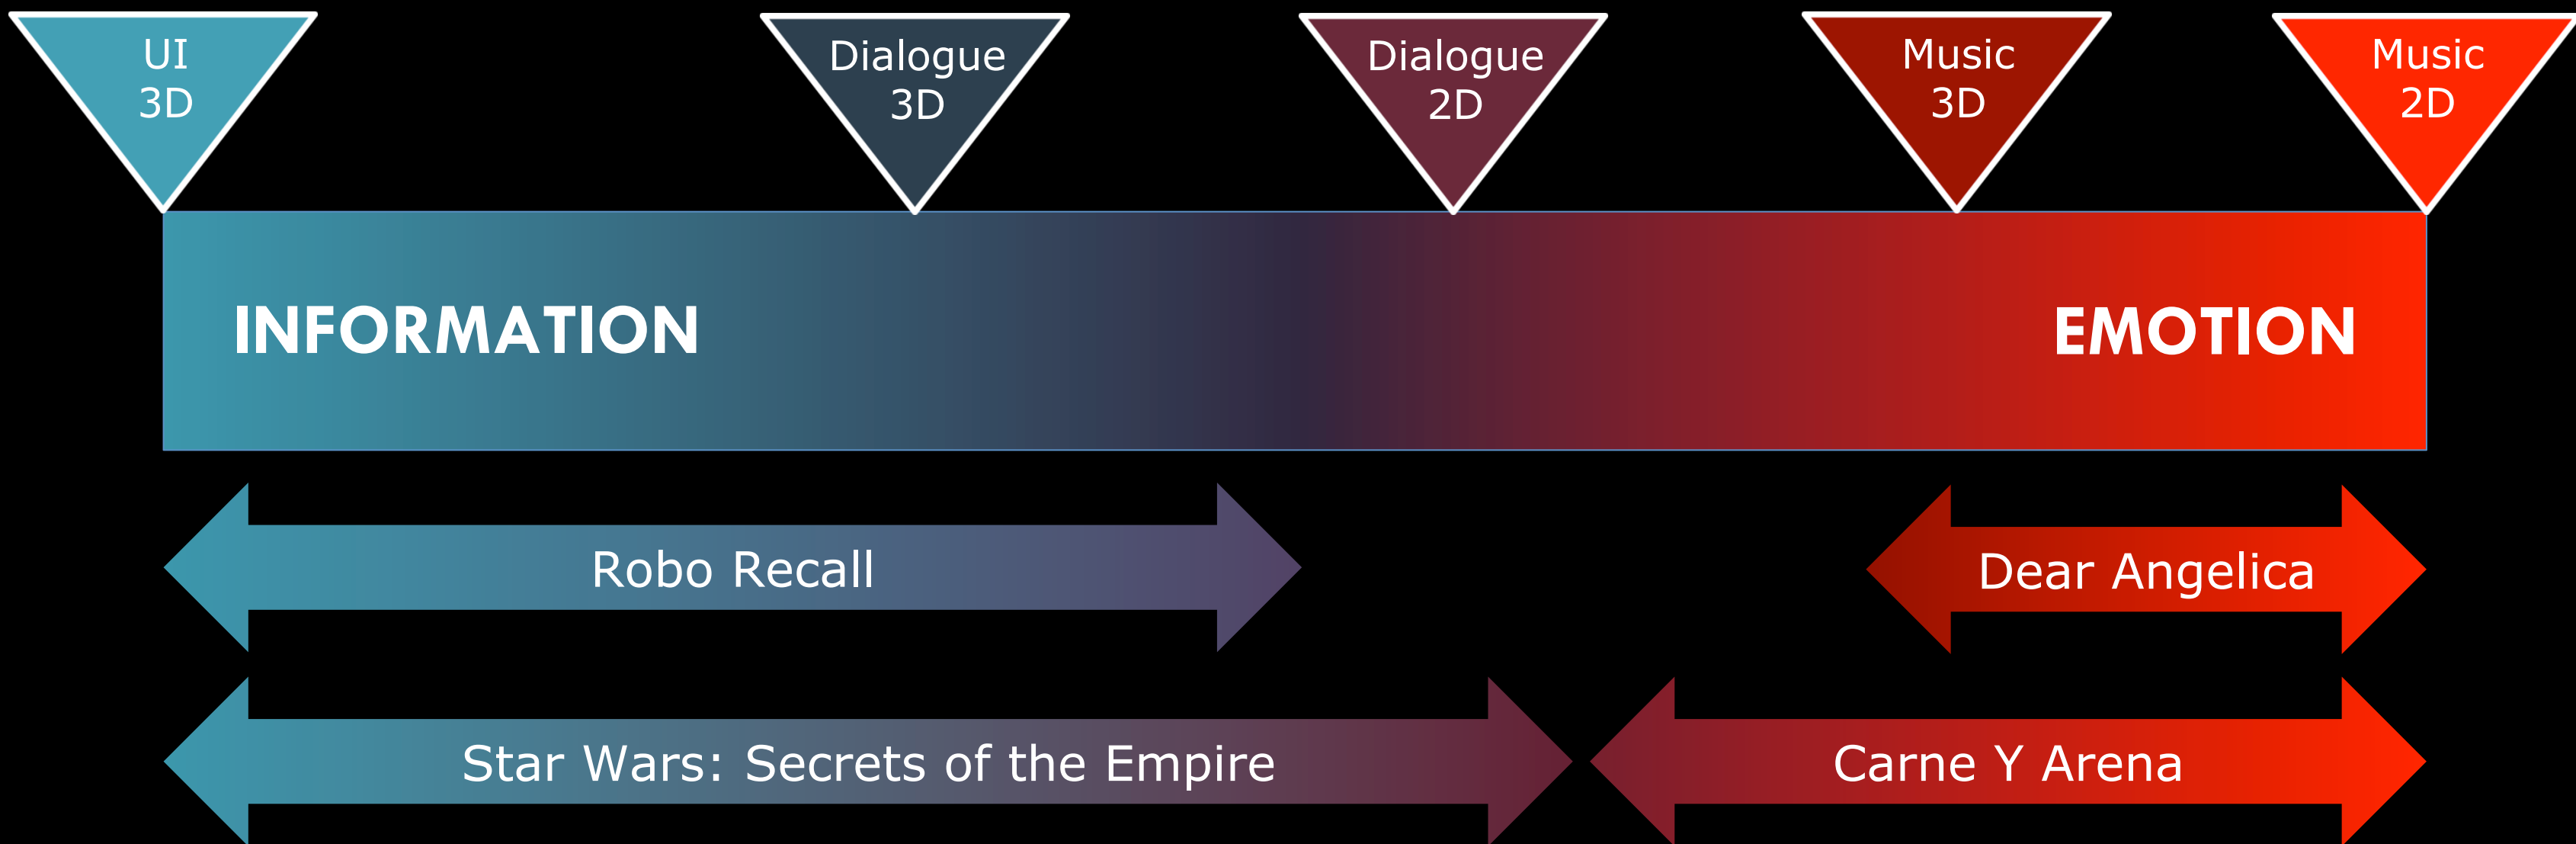 UI
3D
Dialogue
3D
Dialogue
2D
Music
3D
Music
2D
INFORMATION
EMOTION
Robo Recall
Dear Angelica
Star Wars: Secrets of the Empire
Carne Y Arena